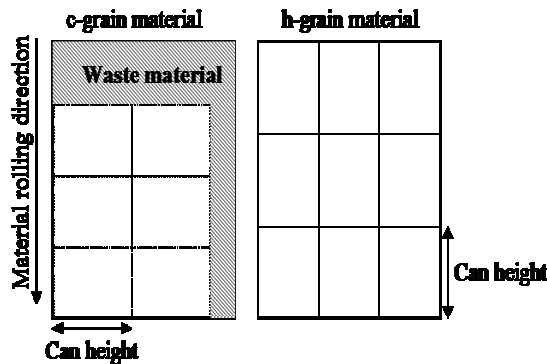 c-grain material
h-grain material
Waste material
Material rolling direction
Can height
Can height